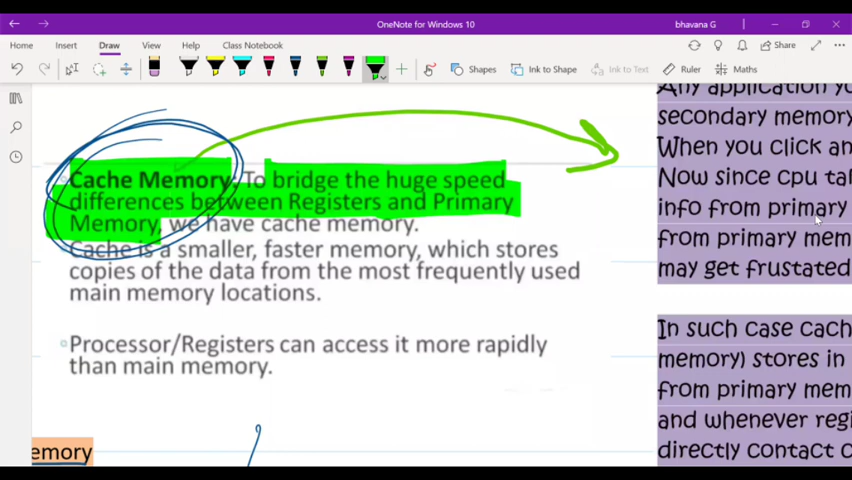 OneNote for Windows 10
bhavana G
Home Insert Draw View Help Class Notebook
Share
Shapes
Ink to Shape
Ink to Text
Ruler
Maths
Cache Memory: To bridge the huge speed
differences between Registers and Primary
Memory, we have cache memory.
Cache is a smaller, faster memory, which stores
copies of the data from the most frequently used
main memory locations.
Processor/Registers can access it more rapidly
than main memory.
emory
Any application yo
secondary memory
When you click an
Now since cpu ta
info from primary
from primary mem
may get frustated
In such case cach
memory) stores in
from primary mem
and whenever regi
directly contact c